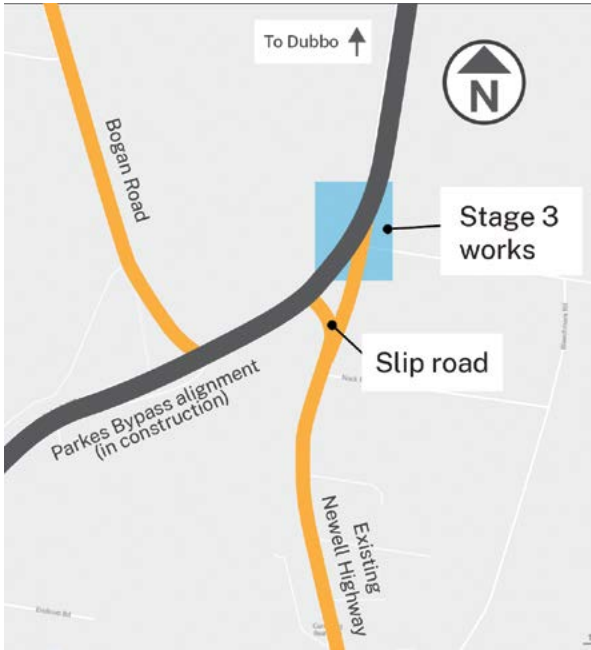 To Dubbo
N
Bogan Road
Stage 3
works
Slip road
Parkes Bypass alignment
(in construction)
Existing
Newell Highway